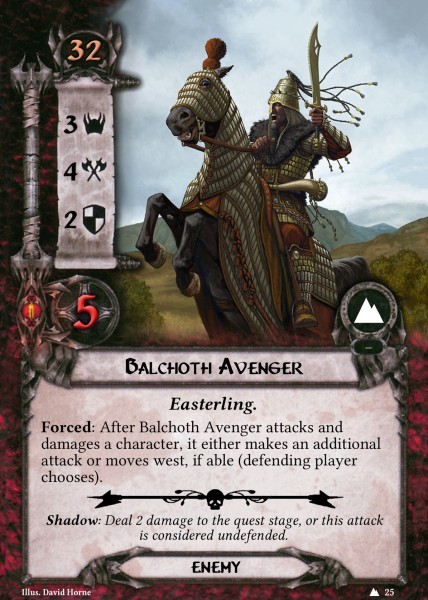 32
3
4
2
5
Balchoth Avenger
Easterling.
Forced: After Balchoth Avenger attacks and
damages a character, it either makes an additional
attack or moves west, if able (defending player
chooses).
Shadow: Deal 2 damage to the quest stage, or this attack
is considered undefended.
ENEMY
Illus. David Horne
25